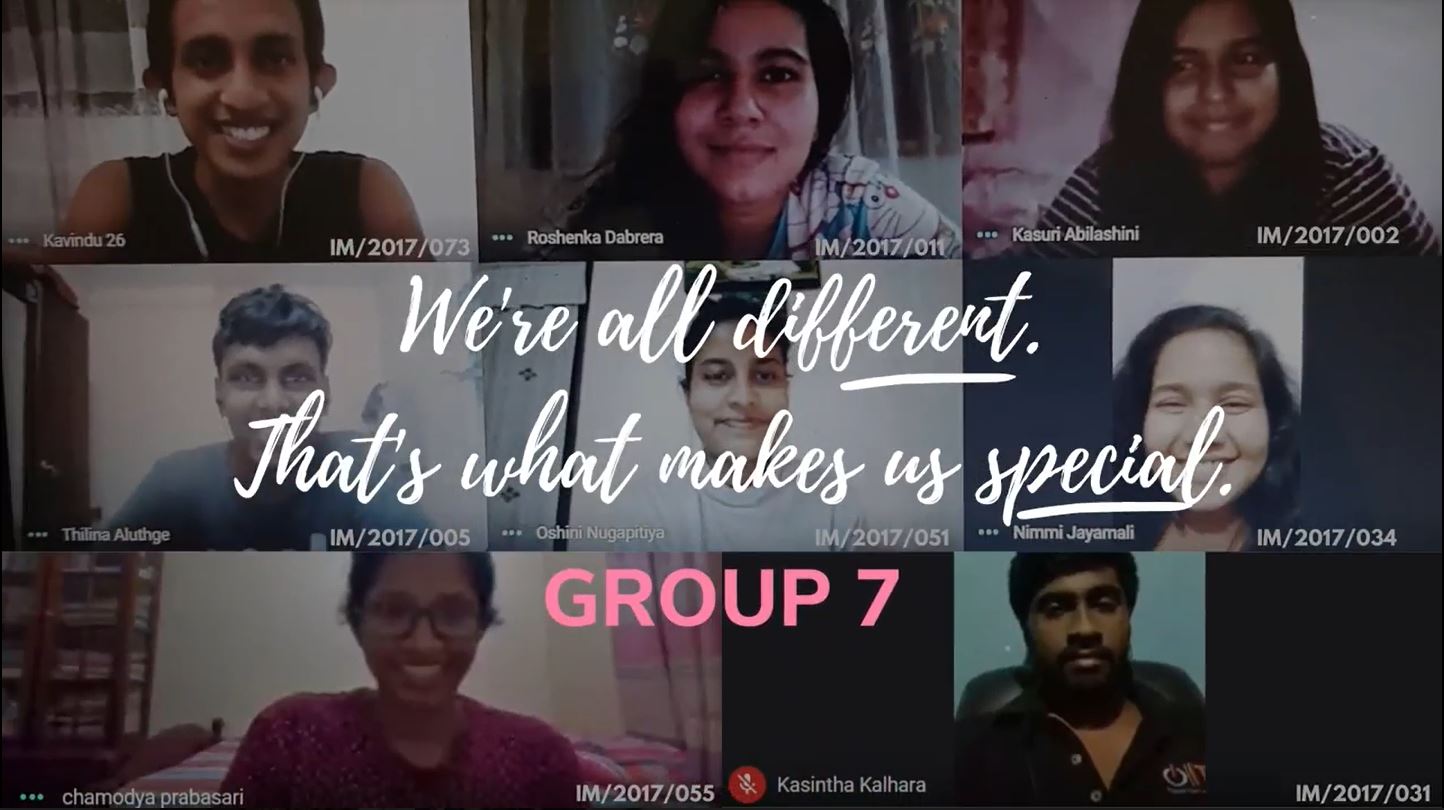 Kavindu 26
IM/2017/073
Roshenka Dabrera
IM/2017/011
Kasuri Abilashini
IM/2017/002
We're all different.
That's what makes us special.
Thilina Aluthge
IM/2017/005
Oshini Nugapitiya
IM/2017/051
Nimmi Jayamali
IM/2017/034
GROUP 7
chamodya prabasari
IM/2017/055
Kasintha Kalhara
IM/2017/031